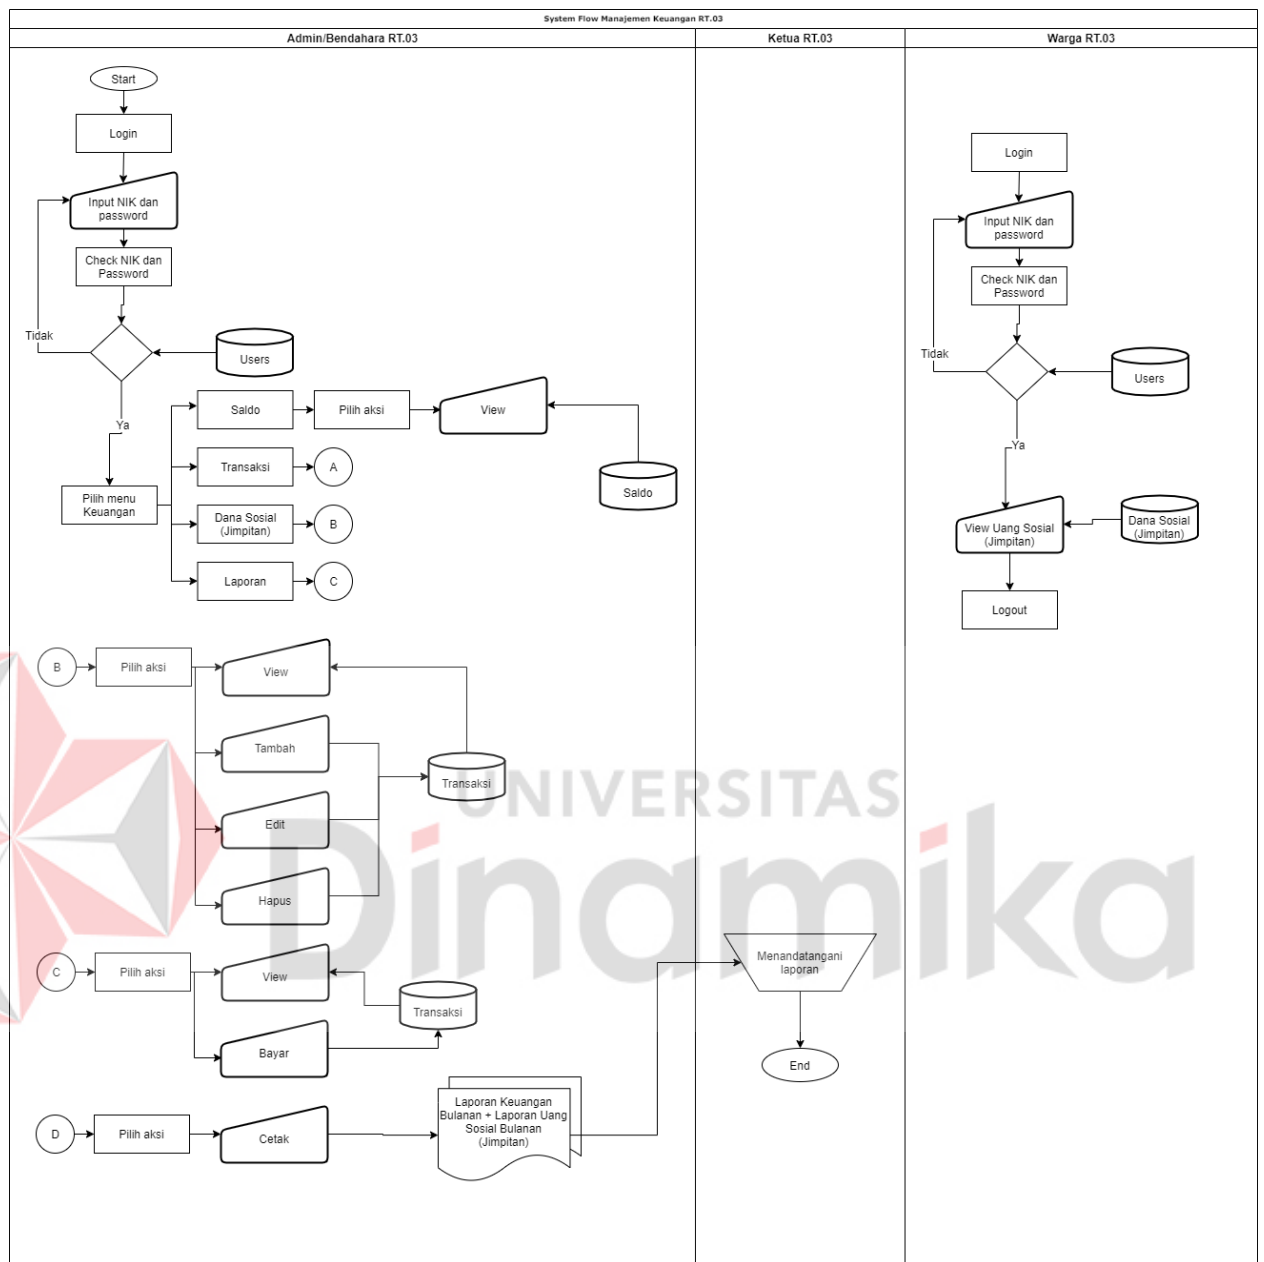 System Flow Manajemen Keuangan RT.03
Admin/Bendahara RT.03
Ketua RT.03
Warga RT.03
Start
Login
Input NIK dan
password
Check NIK dan
Password
Tidak
Users
Ya
Pilih menu
Keuangan
Saldo
Pilih aksi
View
Saldo
Transaksi
A
Dana Sosial
(Jimpitan)
B
Laporan
C
B
Pilih aksi
View
Tambah
Transaksi
Edit
Hapus
C
Pilih aksi
View
Transaksi
Bayar
D
Pilih aksi
Cetak
Laporan Keuangan
Bulanan + Laporan Uang
Sosial Bulanan
(Jimpitan)
Menandatangani
laporan
End
Login
Input NIK dan
password
Check NIK dan
Password
Tidak
Users
Ya
View Uang Sosial
(Jimpitan)
Dana Sosial
(Jimpitan)
Logout
UNIVERSITAS
Dinamika